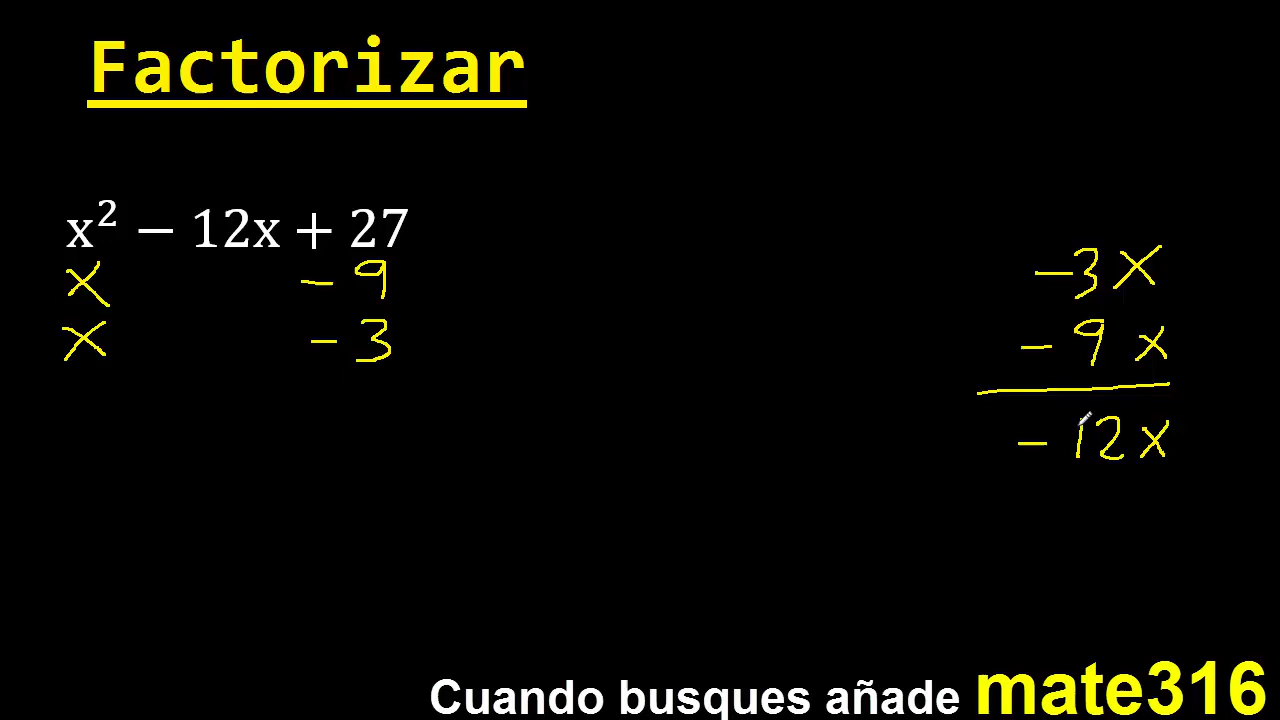 Factorizar
x² − 12x + 27
x − 9
x − 3
−3x
−9x
−12x
Cuando busques añade mate316